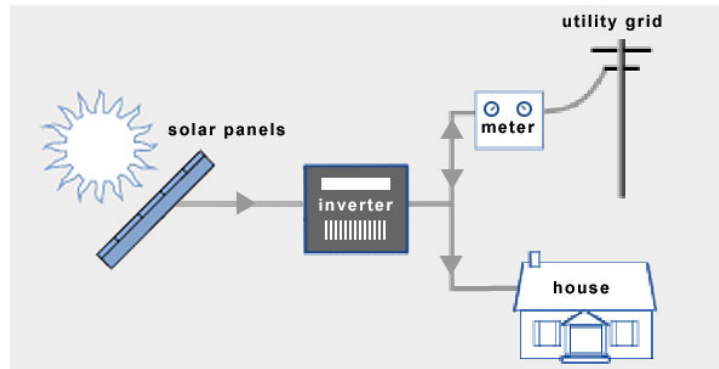 utility grid
solar panels
meter
inverter
house